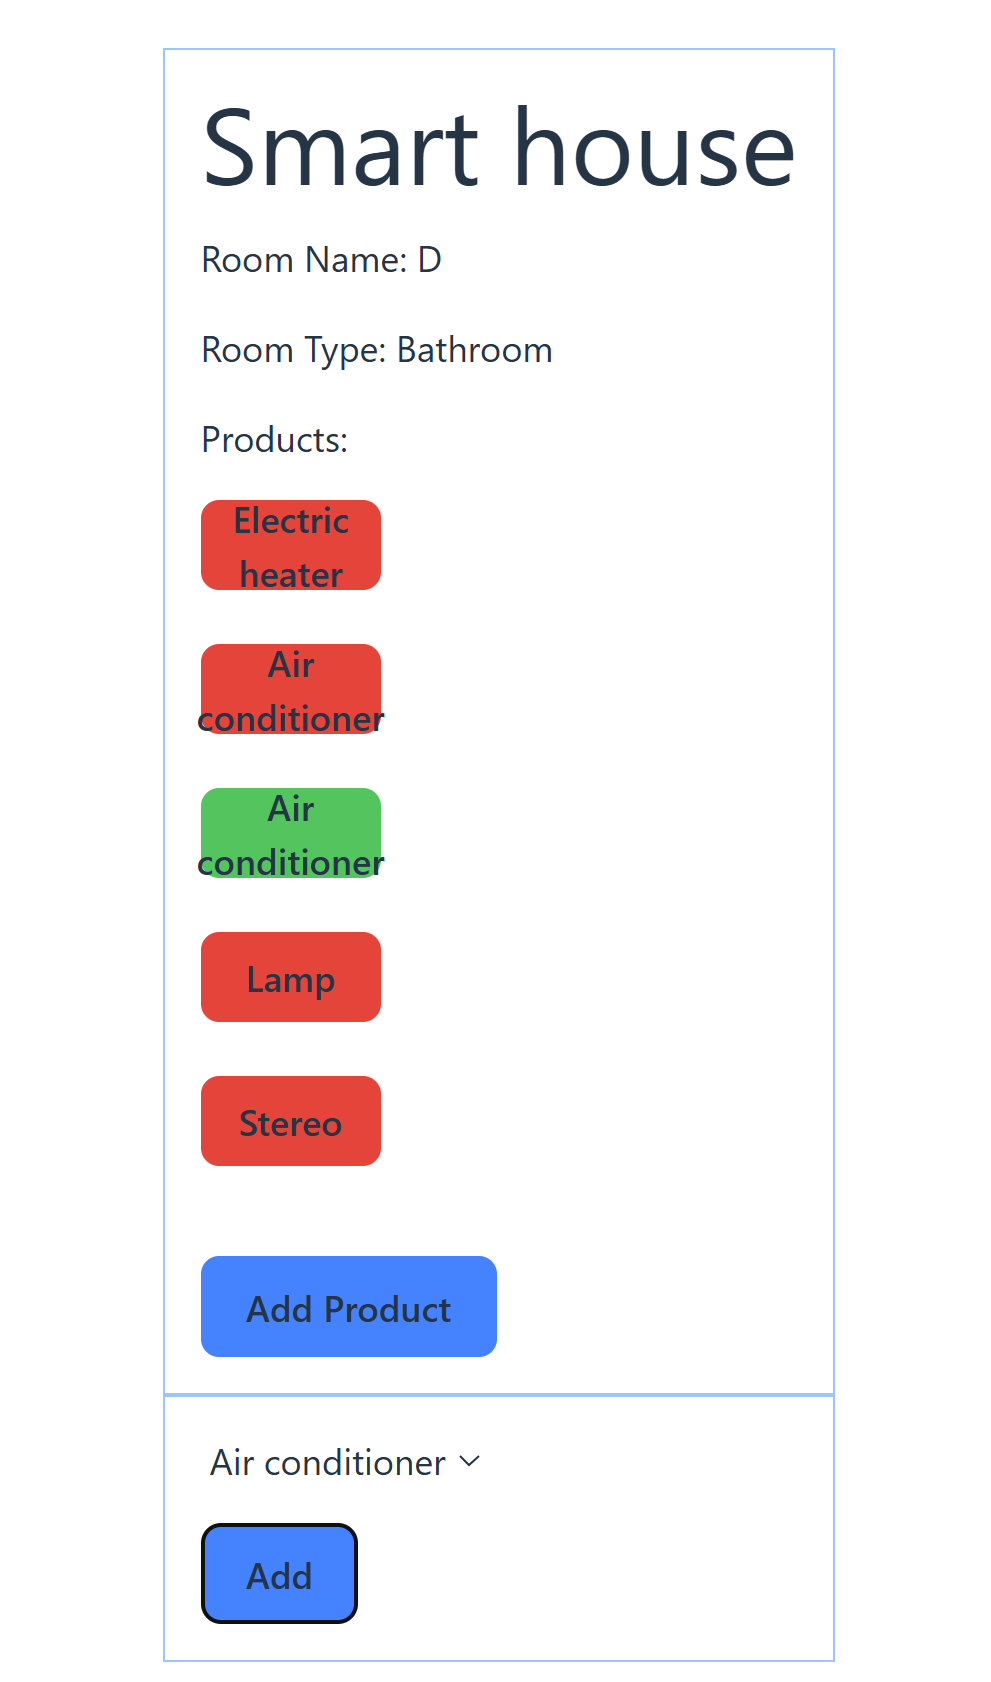 Smart house
Room Name: D
Room Type: Bathroom
Products:
Electric
heater
Air
conditioner
Air
conditioner
Lamp
Stereo
Add Product
Air conditioner
Add